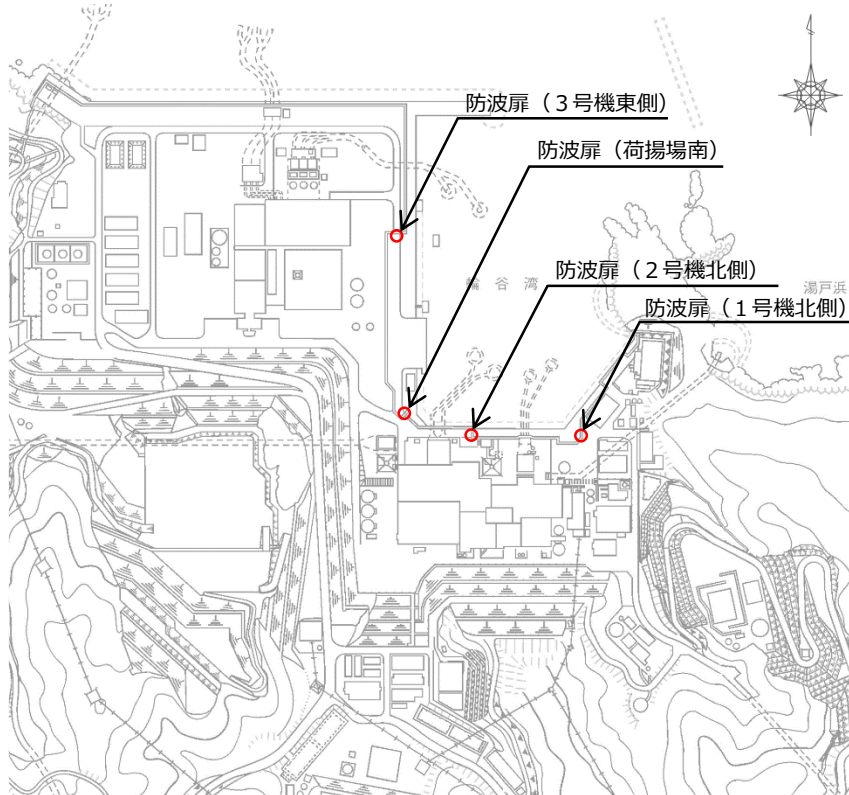 防波扉（３号機東側）
防波扉（荷揚場南）
防波扉（２号機北側）
輪谷湾
湯戸浜
防波扉（１号機北側）